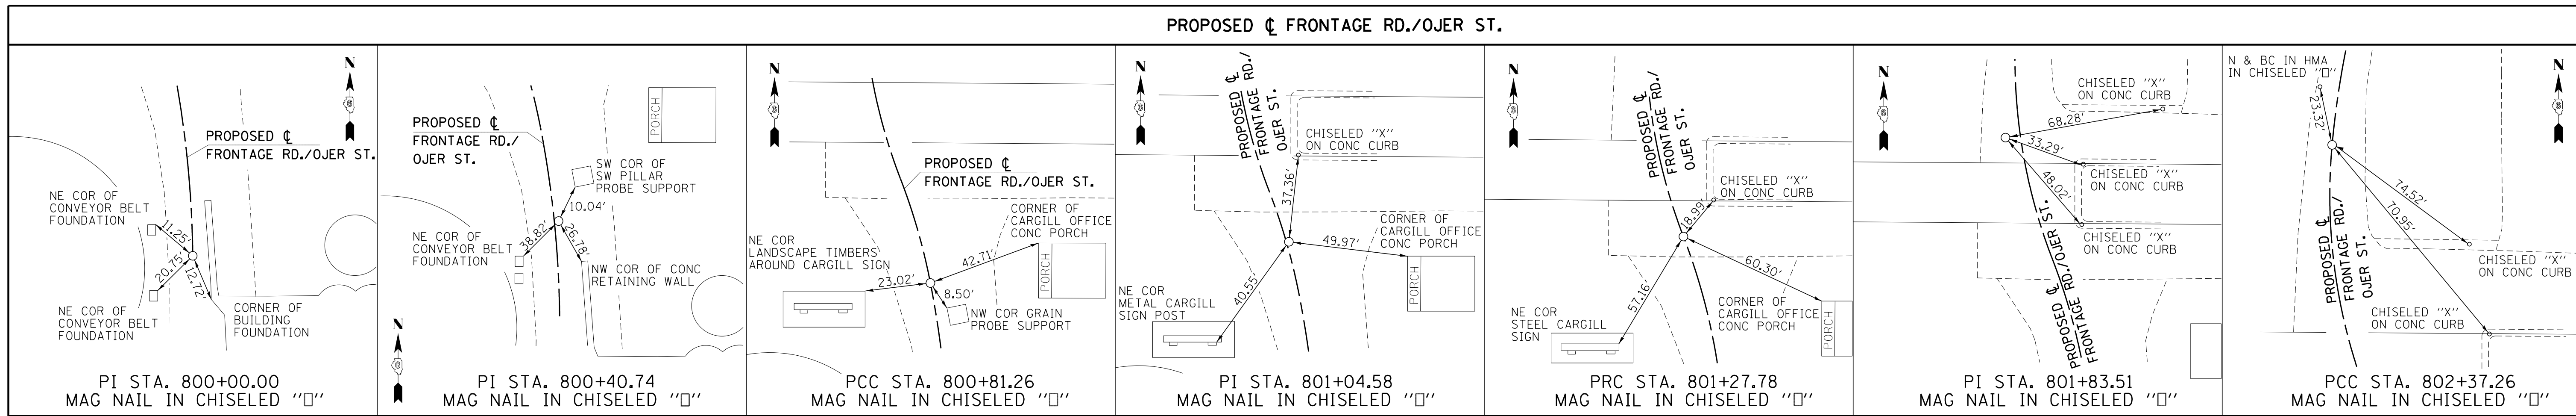 PROPOSED ℄ FRONTAGE RD./OJER ST.
N
PROPOSED ℄
FRONTAGE RD./OJER ST.
NE COR OF
CONVEYOR BELT
FOUNDATION
11.25'
20.75'
12.72'
NE COR OF
CONVEYOR BELT
FOUNDATION
CORNER OF
BUILDING
FOUNDATION
PI STA. 800+00.00
MAG NAIL IN CHISELED "□"
PROPOSED ℄
FRONTAGE RD./
OJER ST.
PORCH
SW COR OF
SW PILLAR
PROBE SUPPORT
10.04'
38.82'
26.78'
NE COR OF
CONVEYOR BELT
FOUNDATION
NW COR OF CONC
RETAINING WALL
N
PI STA. 800+40.74
MAG NAIL IN CHISELED "□"
N
PROPOSED ℄
FRONTAGE RD./OJER ST.
CORNER OF
CARGILL OFFICE
CONC PORCH
NE COR
LANDSCAPE TIMBERS
AROUND CARGILL SIGN
42.71'
23.02'
8.50'
PORCH
NW COR GRAIN
PROBE SUPPORT
PCC STA. 800+81.26
MAG NAIL IN CHISELED "□"
N
PROPOSED ℄
FRONTAGE RD./
OJER ST.
CHISELED "X"
ON CONC CURB
37.36'
CORNER OF
CARGILL OFFICE
CONC PORCH
49.97'
40.55'
PORCH
NE COR
METAL CARGILL
SIGN POST
PI STA. 801+04.58
MAG NAIL IN CHISELED "□"
N
PROPOSED ℄
FRONTAGE RD./
OJER ST.
CHISELED "X"
ON CONC CURB
18.99'
60.30'
57.16'
CORNER OF
CARGILL OFFICE
CONC PORCH
PORCH
NE COR
STEEL CARGILL
SIGN
PRC STA. 801+27.78
MAG NAIL IN CHISELED "□"
N
CHISELED "X"
ON CONC CURB
68.28'
33.29'
48.02'
CHISELED "X"
ON CONC CURB
CHISELED "X"
ON CONC CURB
PROPOSED ℄
FRONTAGE RD./OJER ST.
PI STA. 801+83.51
MAG NAIL IN CHISELED "□"
N & BC IN HMA
IN CHISELED "□"
N
23.32'
74.52'
70.95'
PROPOSED ℄
FRONTAGE RD./
OJER ST.
CHISELED "X"
ON CONC CURB
CHISELED "X"
ON CONC CURB
PCC STA. 802+37.26
MAG NAIL IN CHISELED "□"